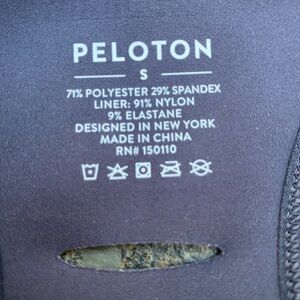 PELOTON
S
71% POLYESTER 29% SPANDEX
LINER: 91% NYLON
9% ELASTANE
DESIGNED IN NEW YORK
MADE IN CHINA
RN# 150110